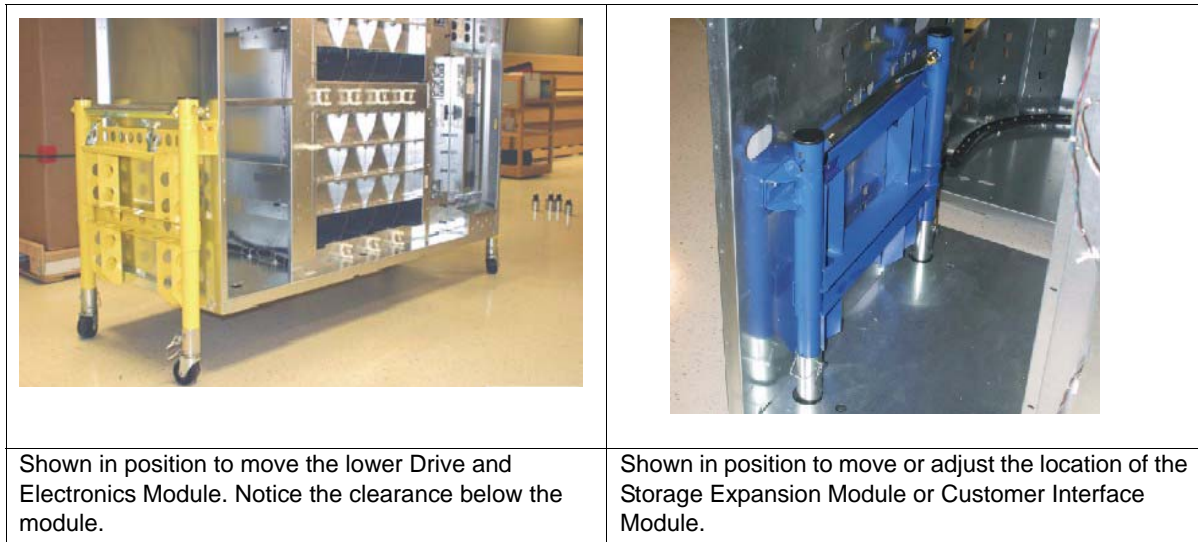 Shown in position to move the lower Drive and
Electronics Module. Notice the clearance below the
module.
Shown in position to move or adjust the location of the
Storage Expansion Module or Customer Interface
Module.